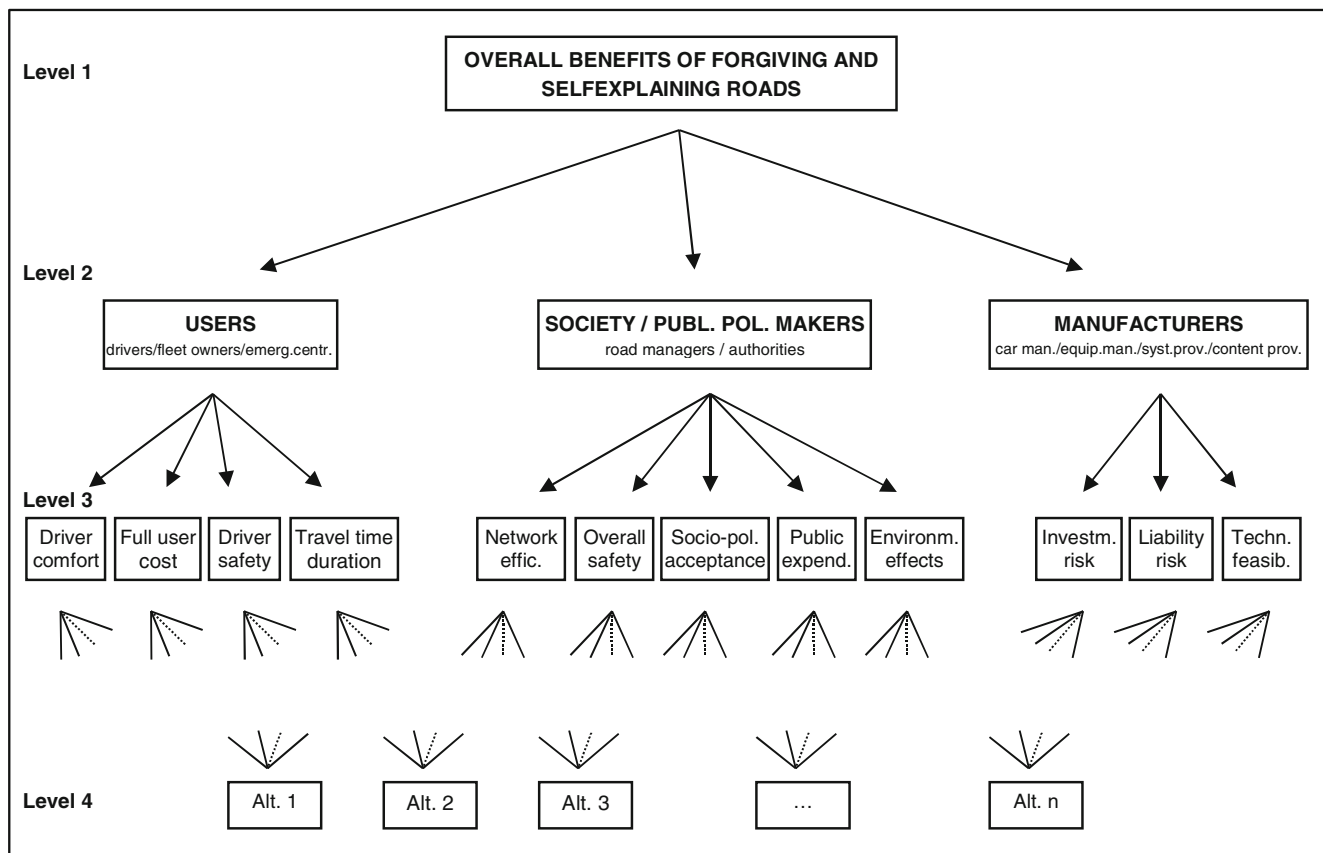 Level 1
OVERALL BENEFITS OF FORGIVING AND
SELFEXPLAINING ROADS
Level 2
USERS
drivers/fleet owners/emerg.centr.
SOCIETY / PUBL. POL. MAKERS
road managers / authorities
MANUFACTURERS
car man./equip.man./syst.prov./content prov.
Level 3
Driver
comfort
Full user
cost
Driver
safety
Travel time
duration
Network
effic.
Overall
safety
Socio-pol.
acceptance
Public
expend.
Environm.
effects
Investm.
risk
Liability
risk
Techn.
feasib.
Level 4
Alt. 1
Alt. 2
Alt. 3
...
Alt. n